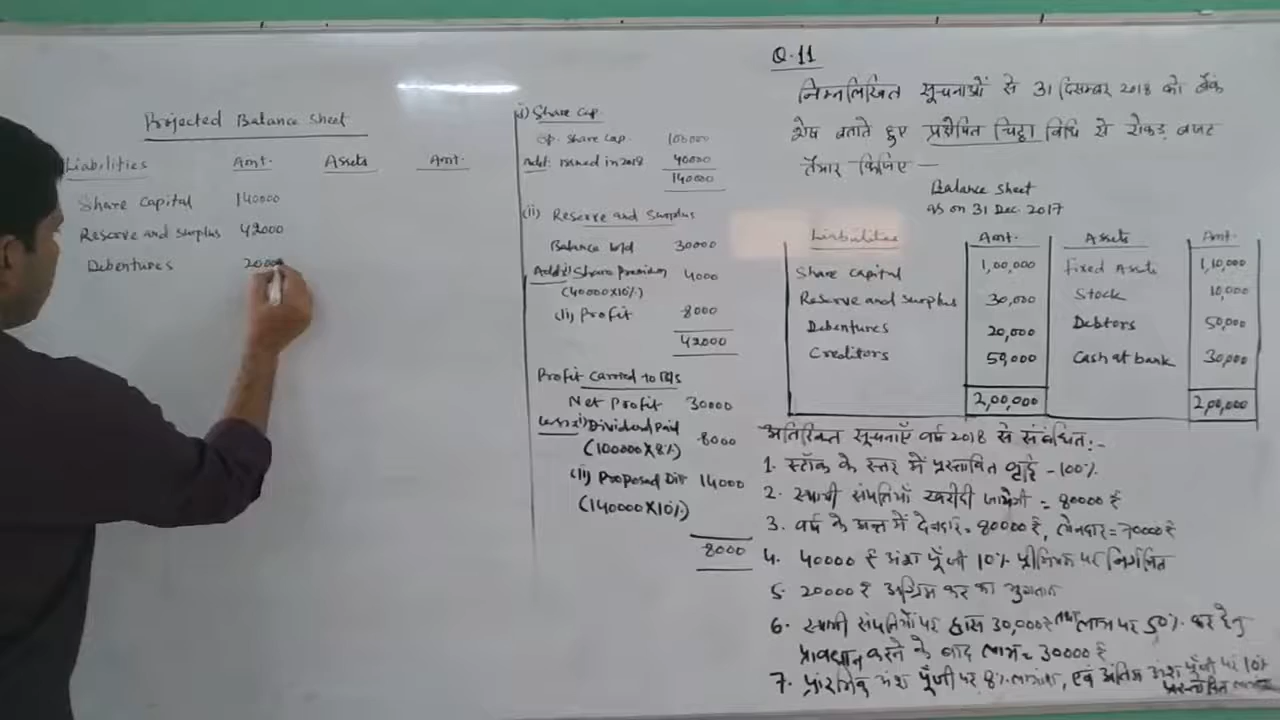 Projected Balance Sheet
Liabilities Amt. Assets Amt.
Share Capital 140000
Reserve and Surplus 42000
Debentures 2000
i) Share Cap.
op. Share Cap. 100000
Add: issued in 2018 40000
140000
(ii) Reserve and Surplus
Balance b/d 30000
Add: i) Share Premium 4000
(40000X10%)
(ii) Profit 8000
42000
Profit Carried to B/s
Net Profit 30000
Less: i) Dividend Paid 8000
(100000X8%)
(ii) Proposed Div 14000
(140000X10%)
8000
Q.11
निम्नलिखित सूचनाओं से 31 दिसम्बर 2018 को बैंक
शेष बताते हुए प्रक्षेपित चिट्ठा विधि से रोकड़ बजट
तैयार किजिए —
Balance Sheet
as on 31 Dec. 2017
Liabilities Amt. Assets Amt.
Share Capital 1,00,000 Fixed Assets 1,10,000
Reserve and Surplus 30,000 Stock 10,000
Debentures 20,000 Debtors 50,000
Creditors 50,000 Cash at bank 30,000
2,00,000 2,00,000
अतिरिक्त सूचनाएँ वर्ष 2018 से संबंधित:-
1. स्टॉक के स्तर में प्रस्तावित वृद्धि - 100%
2. स्थायी संपतियाँ खरीदी जायेगी = 80000 ₹
3. वर्ष के अन्त में देनदार = 80000 ₹, लेनदार = 70000 ₹
4. 40000 ₹ अंश पूँजी 10% प्रीमियम पर निर्गमित
5. 20000 ₹ अग्रिम कर का भुगतान
6. स्थायी संपतियों पर ह्रास 30,000 ₹ तथा लाभ पर 50% कर हेतु
प्रावधान करने के बाद लाभ = 30000 ₹
7. प्रारंभिक अंश पूँजी पर 8% लाभांश, एवं अंतिम अंश पूँजी पर 10%
प्रस्तावित लाभांश